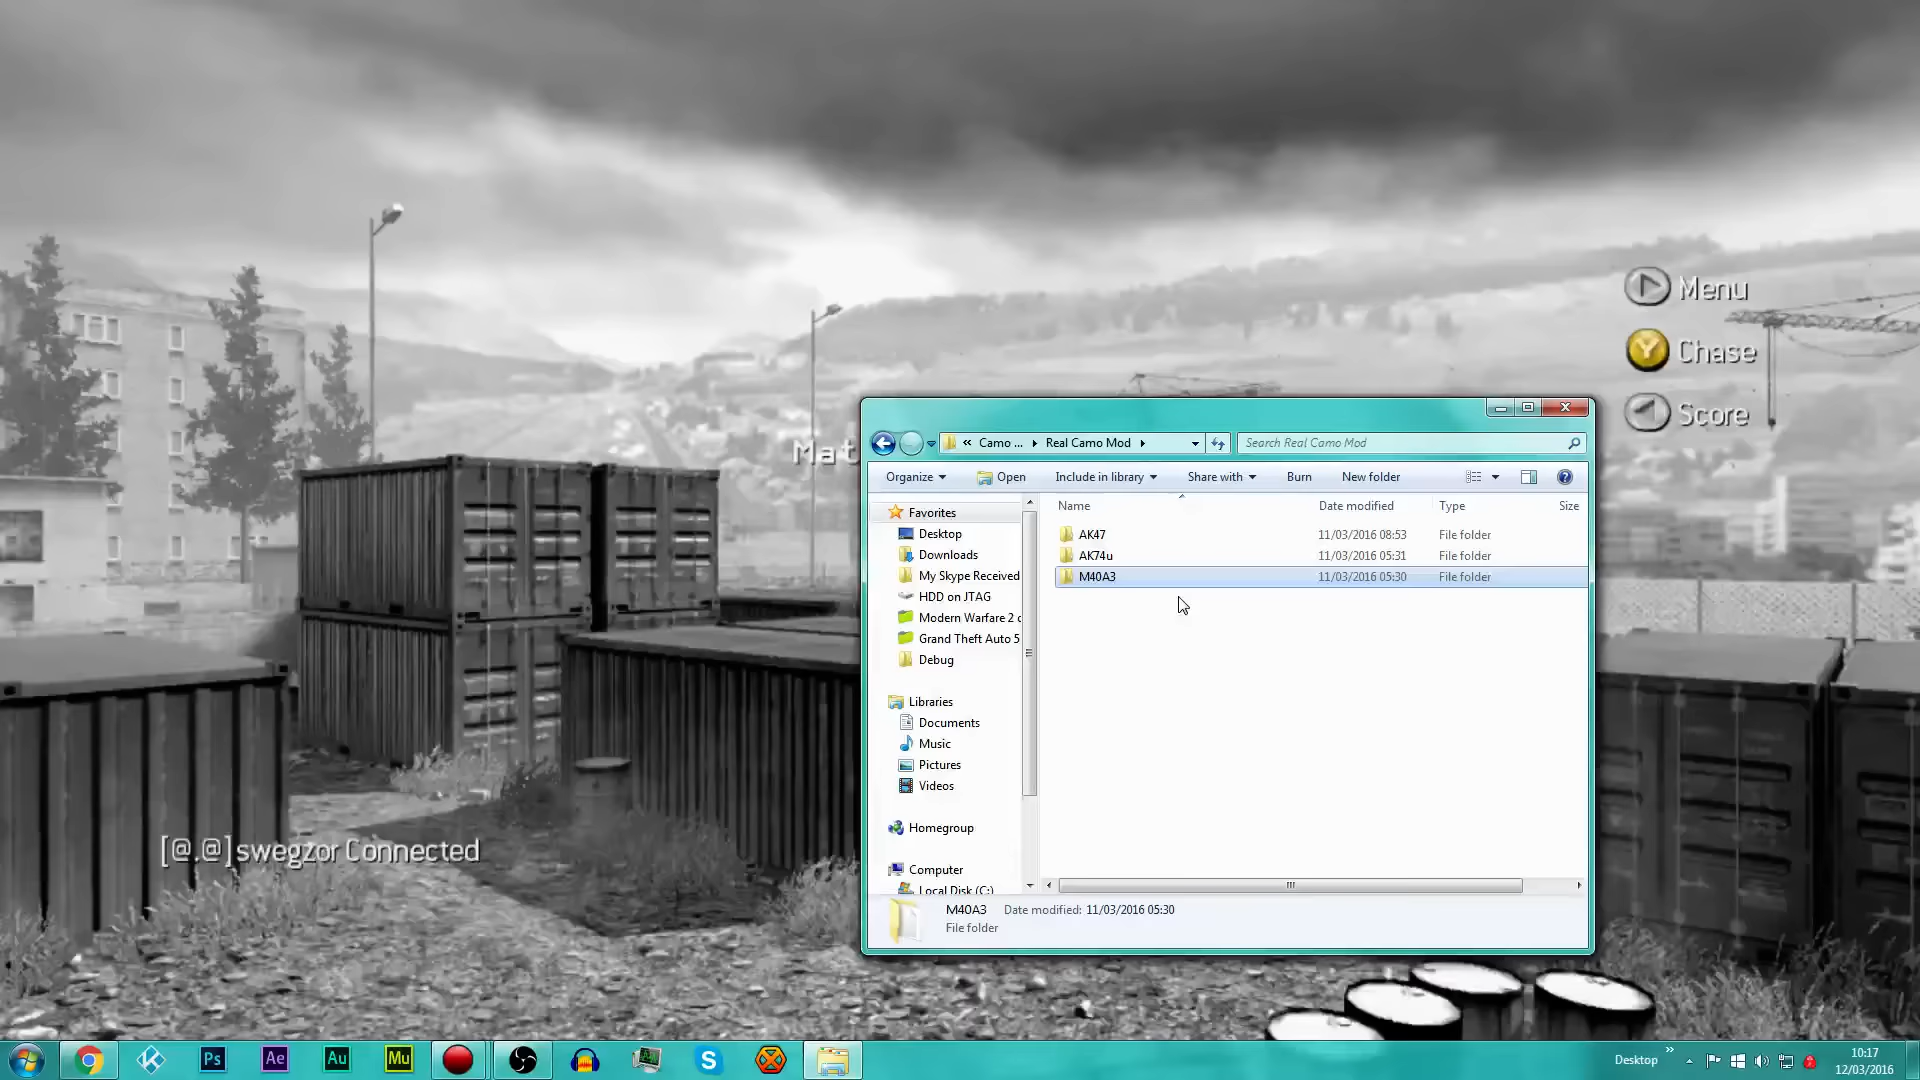 Menu
Chase
Score
Mat
[@.@]swegzor Connected
« Camo ... Real Camo Mod
Search Real Camo Mod
Organize Open Include in library Share with Burn New folder
Name Date modified Type Size
AK47 11/03/2016 08:53 File folder
AK74u 11/03/2016 05:31 File folder
M40A3 11/03/2016 05:30 File folder
Favorites
Desktop
Downloads
My Skype Received
HDD on JTAG
Modern Warfare 2 c
Grand Theft Auto 5
Debug
Libraries
Documents
Music
Pictures
Videos
Homegroup
Computer
Local Disk (C:)
M40A3 Date modified: 11/03/2016 05:30
File folder
Ps Ae Au Mu
Desktop »
10:17
12/03/2016